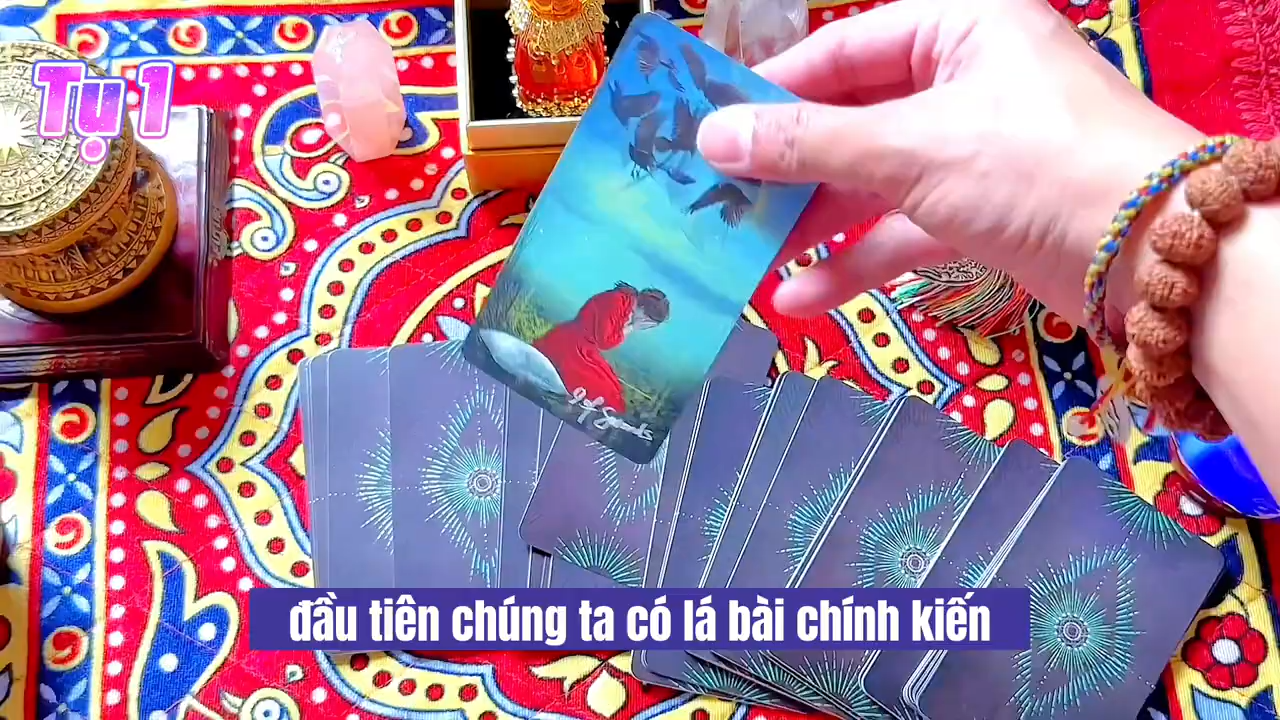 Tụ 1
đầu tiên chúng ta có lá bài chính kiến